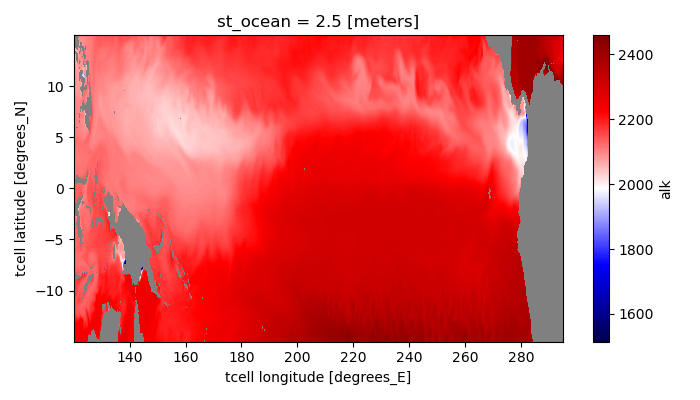 st_ocean = 2.5 [meters]
10
5
0
−5
−10
tcell latitude [degrees_N]
140 160 180 200 220 240 260 280
tcell longitude [degrees_E]
2400
2200
2000
1800
1600
alk